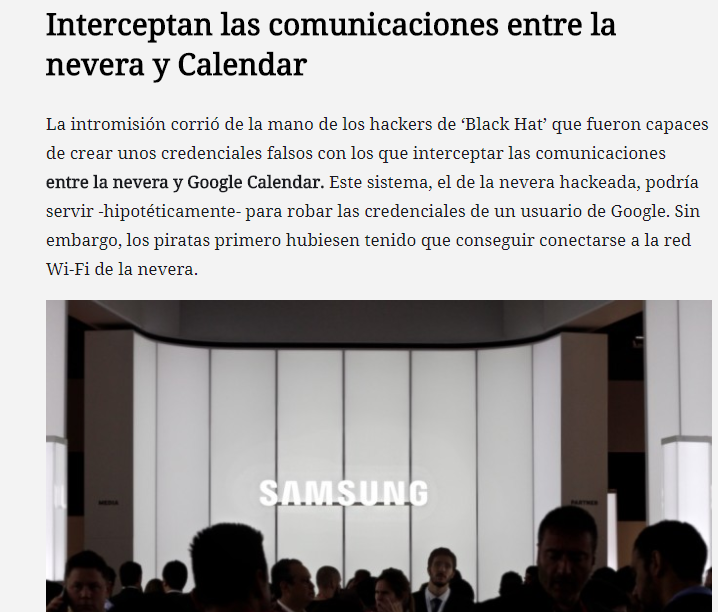 Interceptan las comunicaciones entre la
nevera y Calendar
La intromisión corrió de la mano de los hackers de ‘Black Hat’ que fueron capaces
de crear unos credenciales falsos con los que interceptar las comunicaciones
entre la nevera y Google Calendar. Este sistema, el de la nevera hackeada, podría
servir -hipotéticamente- para robar las credenciales de un usuario de Google. Sin
embargo, los piratas primero hubiesen tenido que conseguir conectarse a la red
Wi-Fi de la nevera.
SAMSUNG
MEDIA
PARTNER